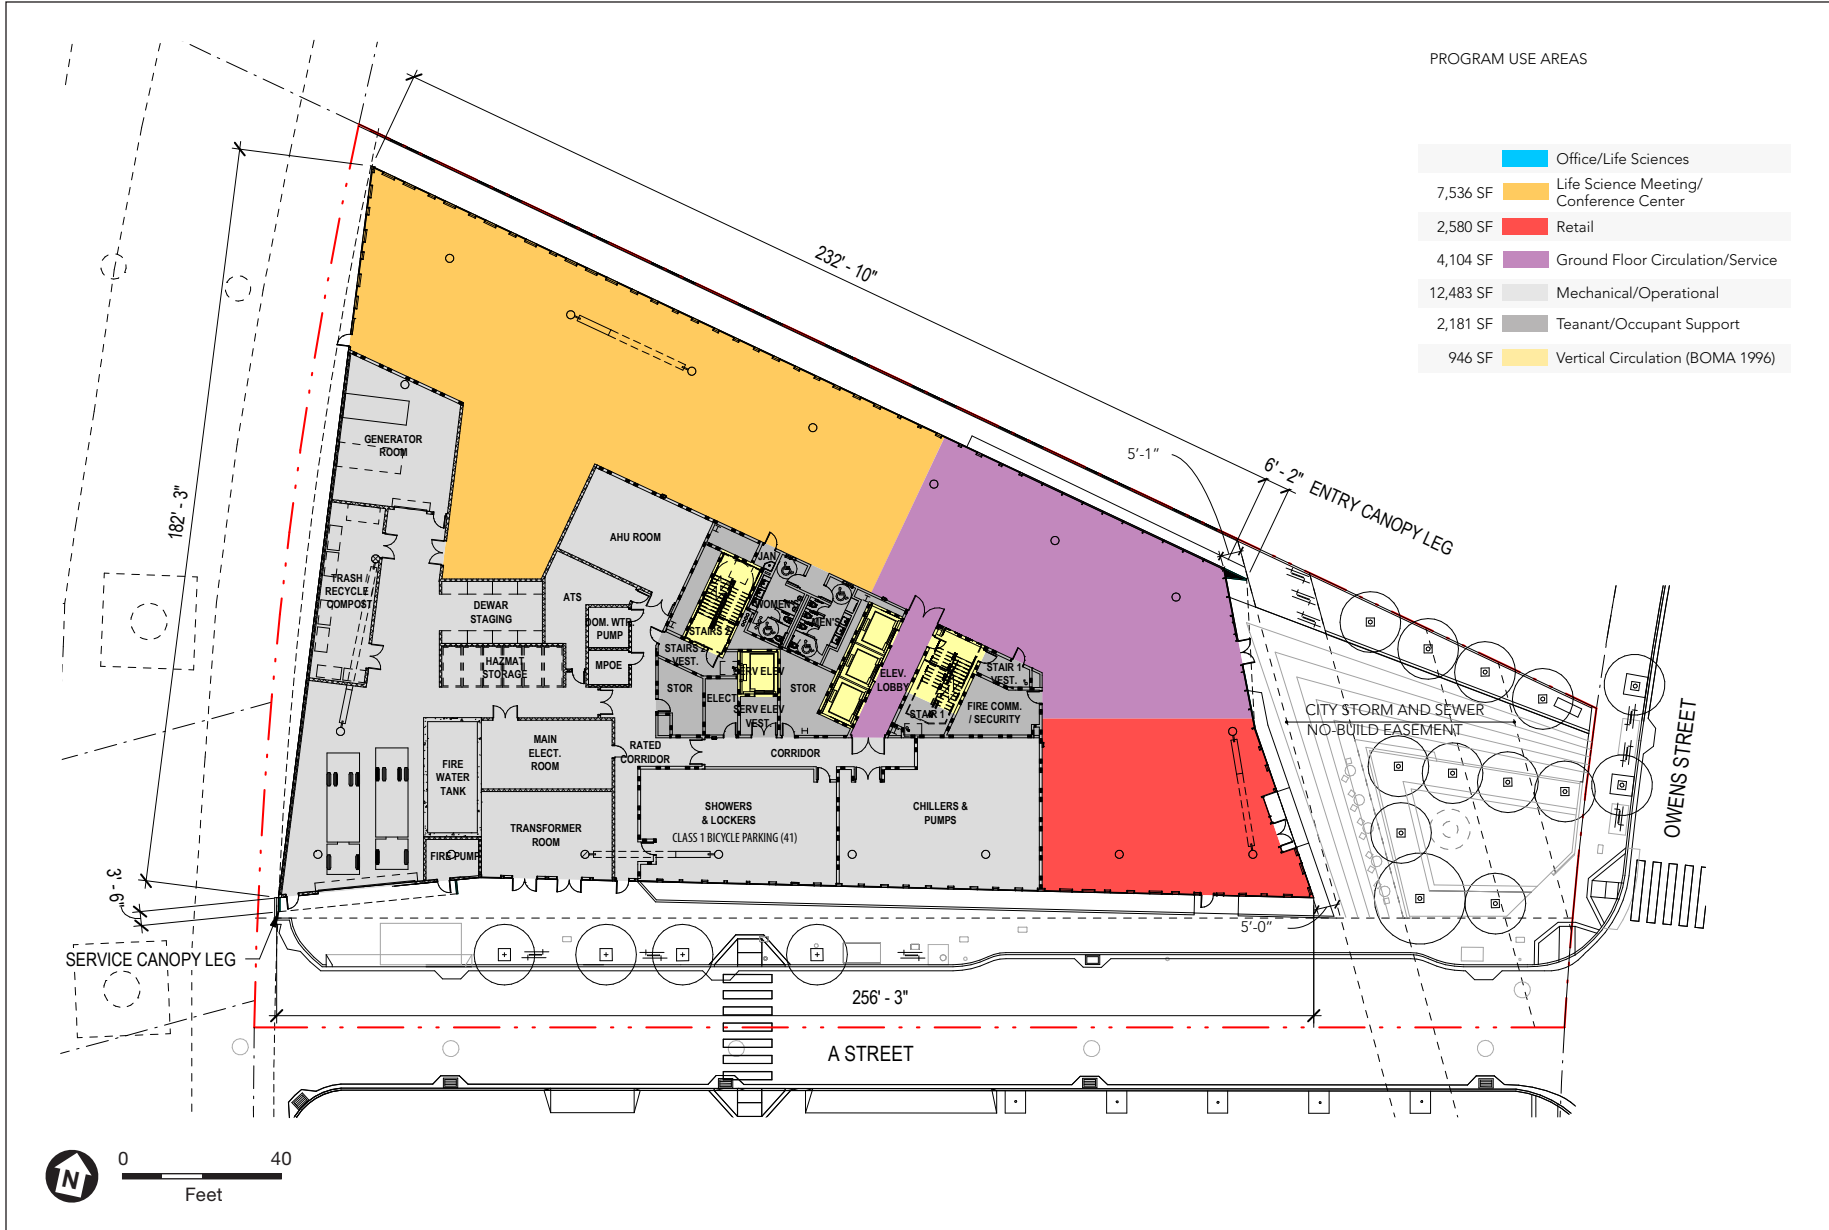 PROGRAM USE AREAS
Office/Life Sciences
7,536 SF Life Science Meeting/
Conference Center
2,580 SF Retail
4,104 SF Ground Floor Circulation/Service
12,483 SF Mechanical/Operational
2,181 SF Teanant/Occupant Support
946 SF Vertical Circulation (BOMA 1996)
232' - 10"
182' - 3"
5'-1"
6' - 2" ENTRY CANOPY LEG
GENERATOR
ROOM
AHU ROOM
JAN
TRASH
RECYCLE
COMPOST
DEWAR
STAGING
ATS
DOM. WTR.
PUMP
MPOE
HAZMAT
STORAGE
WOMEN'S
MEN'S
STAIRS 2
STAIRS 2
VEST.
SERV ELEV
STOR
ELECT
SERV ELEV
VEST.
STOR
ELEV.
LOBBY
STAIR 1
VEST.
STAIR 1
FIRE COMM.
/ SECURITY
CITY STORM AND SEWER
NO-BUILD EASEMENT
OWENS STREET
MAIN
ELECT.
ROOM
RATED
CORRIDOR
CORRIDOR
FIRE
WATER
TANK
TRANSFORMER
ROOM
SHOWERS
& LOCKERS
CLASS 1 BICYCLE PARKING (41)
CHILLERS &
PUMPS
FIRE PUMP
3' - 6"
5'-0"
SERVICE CANOPY LEG
256' - 3"
A STREET
N
0 40
Feet